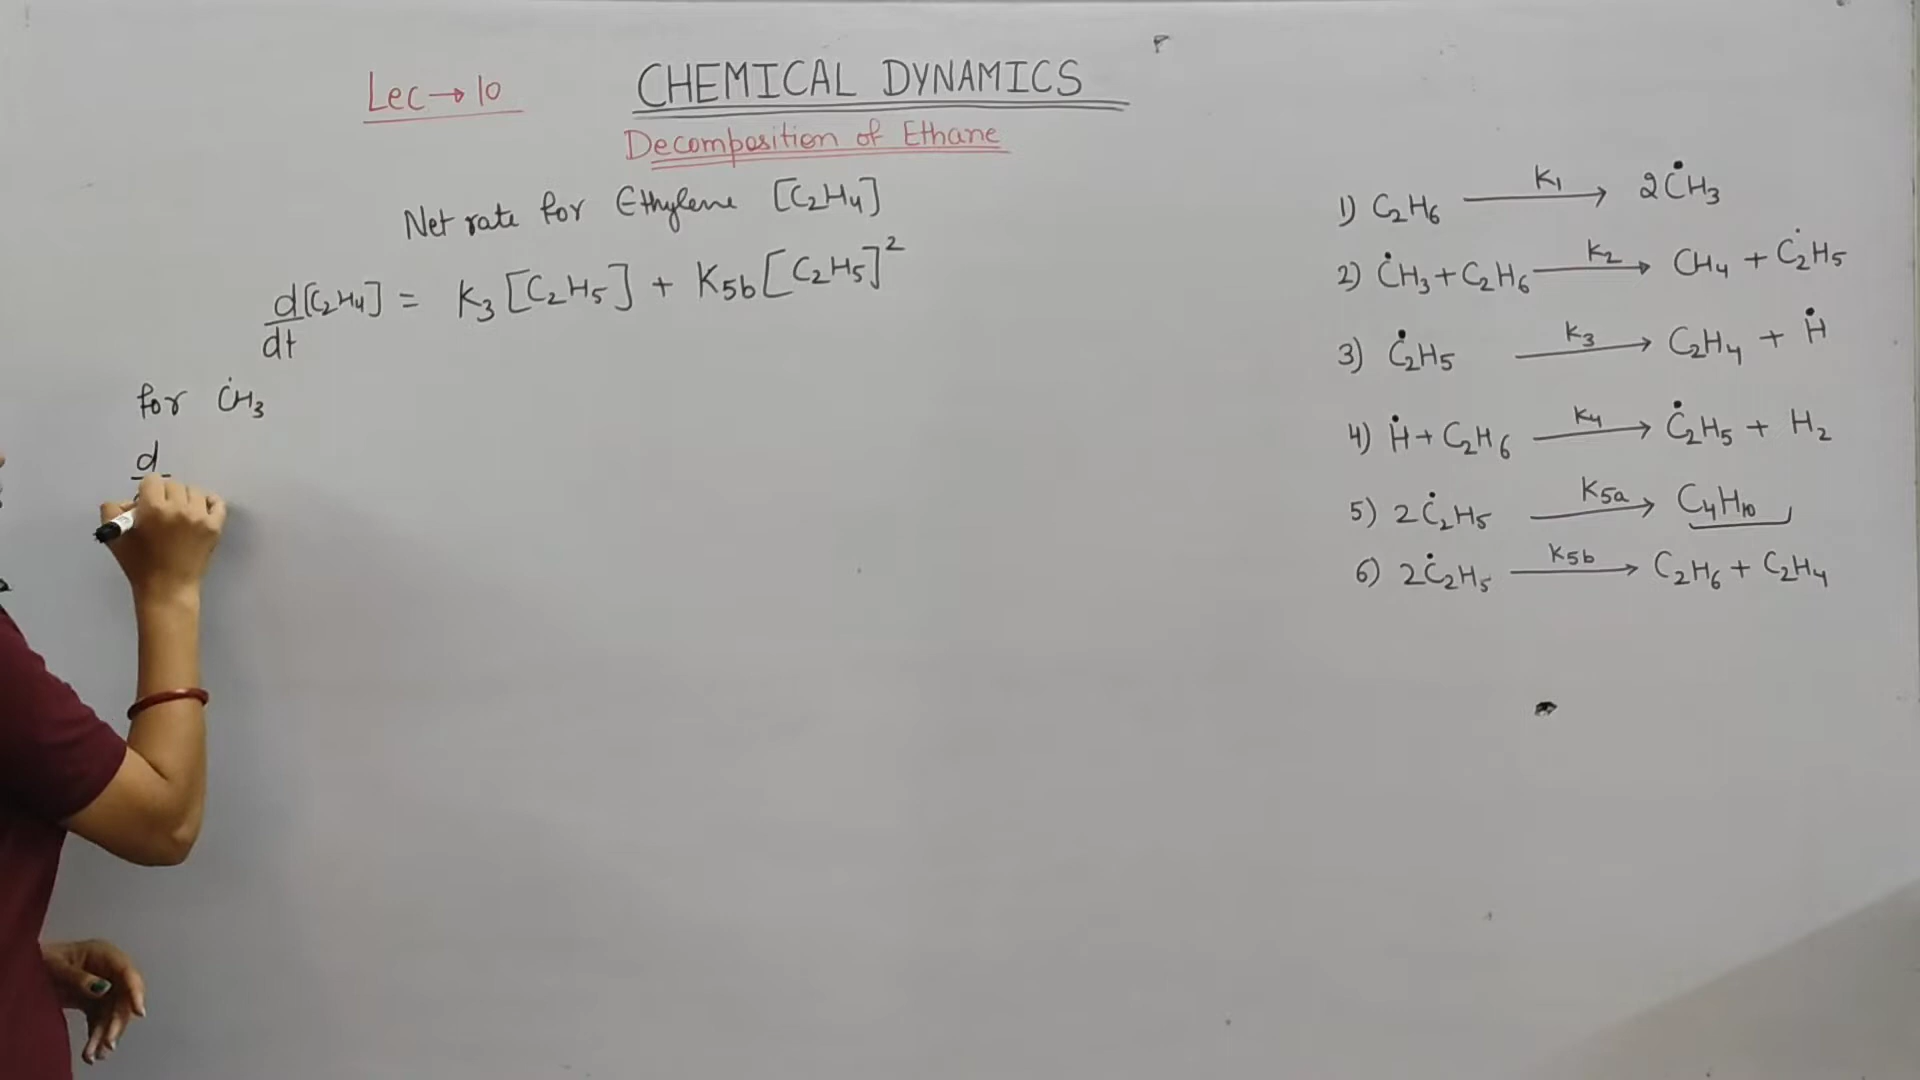 Lec → 10
CHEMICAL DYNAMICS
Decomposition of Ethane
Net rate for Ethylene [C₂H₄]
d[C₂H₄]/dt = K₃[C₂H₅] + K₅b[C₂H₅]²
for ĊH₃
d
1) C₂H₆ —K₁→ 2ĊH₃
2) ĊH₃ + C₂H₆ —K₂→ CH₄ + Ċ₂H₅
3) Ċ₂H₅ —K₃→ C₂H₄ + Ḣ
4) Ḣ + C₂H₆ —K₄→ Ċ₂H₅ + H₂
5) 2Ċ₂H₅ —K₅a→ C₄H₁₀
6) 2Ċ₂H₅ —K₅b→ C₂H₆ + C₂H₄